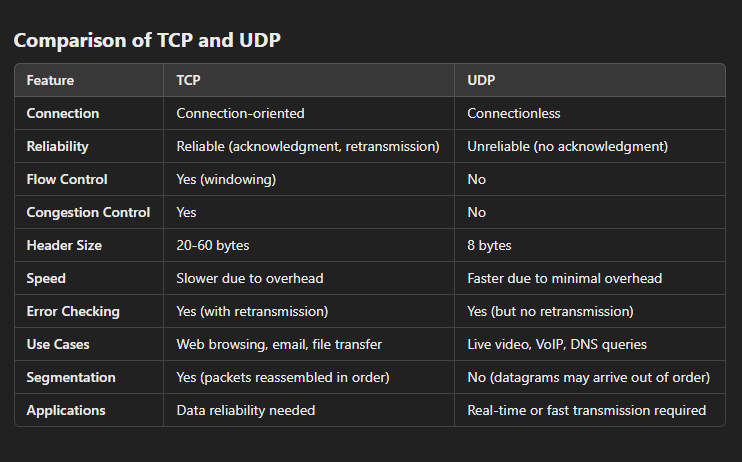 Comparison of TCP and UDP
Feature TCP UDP
Connection Connection-oriented Connectionless
Reliability Reliable (acknowledgment, retransmission) Unreliable (no acknowledgment)
Flow Control Yes (windowing) No
Congestion Control Yes No
Header Size 20-60 bytes 8 bytes
Speed Slower due to overhead Faster due to minimal overhead
Error Checking Yes (with retransmission) Yes (but no retransmission)
Use Cases Web browsing, email, file transfer Live video, VoIP, DNS queries
Segmentation Yes (packets reassembled in order) No (datagrams may arrive out of order)
Applications Data reliability needed Real-time or fast transmission required